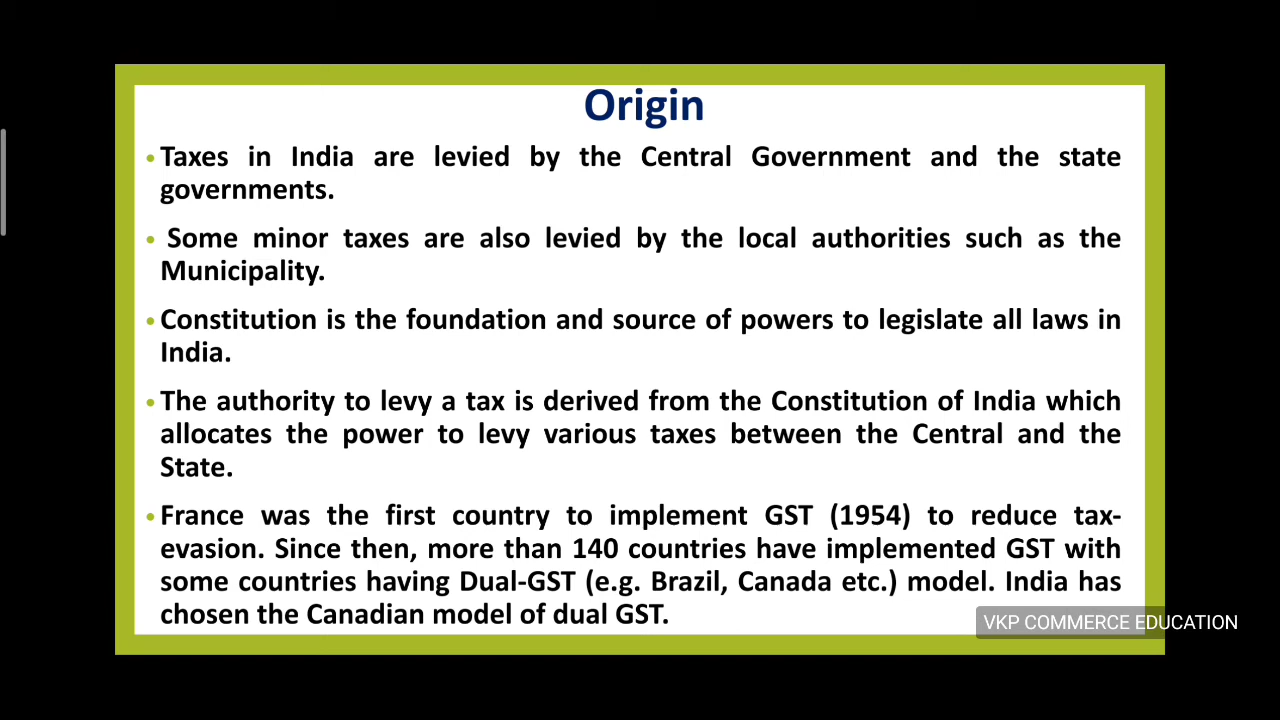 Origin
• Taxes in India are levied by the Central Government and the state
governments.
• Some minor taxes are also levied by the local authorities such as the
Municipality.
• Constitution is the foundation and source of powers to legislate all laws in
India.
• The authority to levy a tax is derived from the Constitution of India which
allocates the power to levy various taxes between the Central and the
State.
• France was the first country to implement GST (1954) to reduce tax-
evasion. Since then, more than 140 countries have implemented GST with
some countries having Dual-GST (e.g. Brazil, Canada etc.) model. India has
chosen the Canadian model of dual GST.
VKP COMMERCE EDUCATION